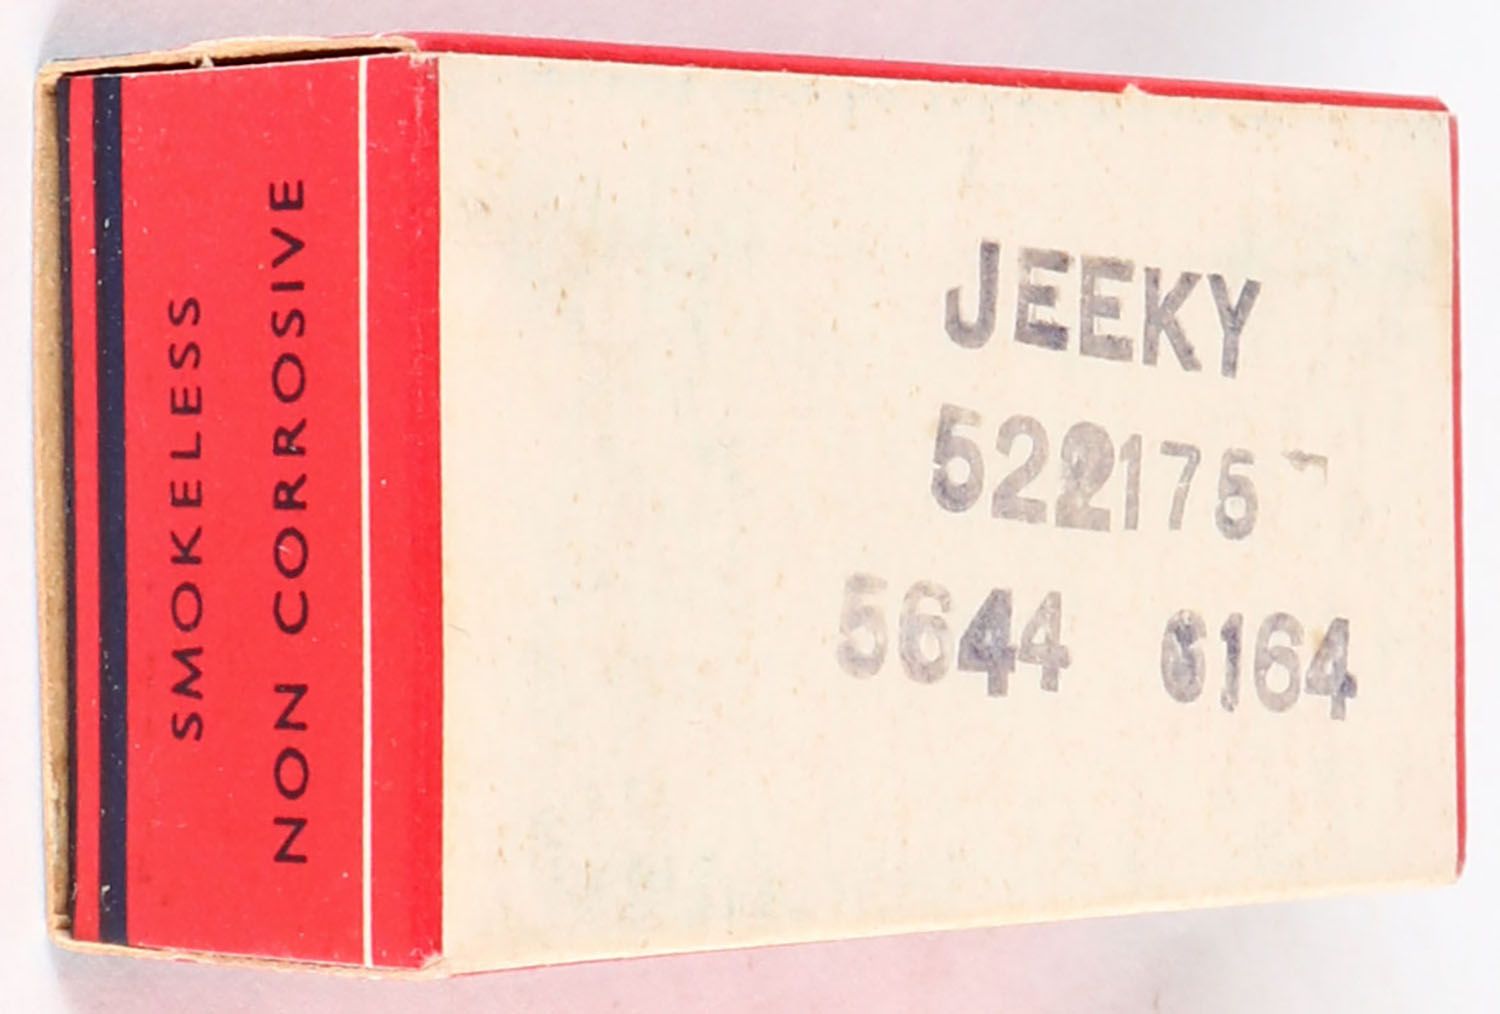 SMOKELESS
NON CORROSIVE
JEEKY
522175
5644 6164